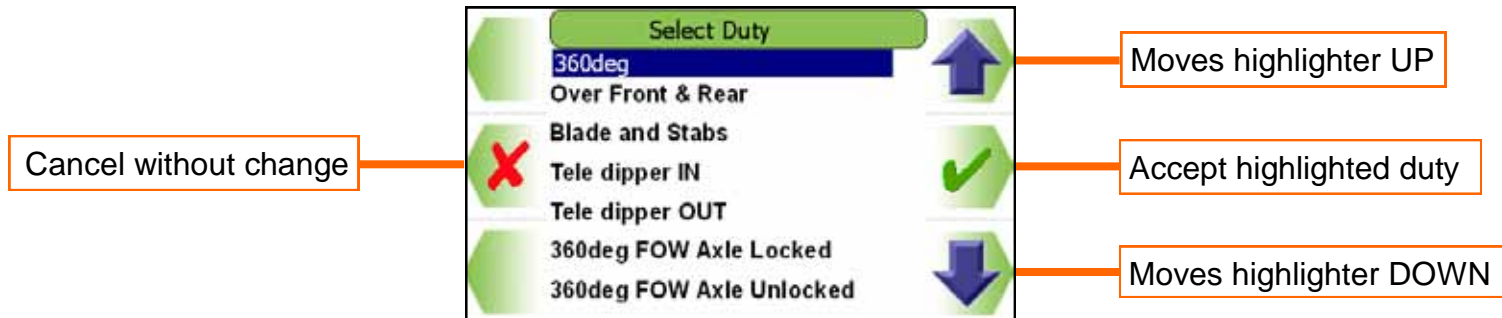 Select Duty
360deg
Over Front & Rear
Blade and Stabs
Tele dipper IN
Tele dipper OUT
360deg FOW Axle Locked
360deg FOW Axle Unlocked
Cancel without change
Moves highlighter UP
Accept highlighted duty
Moves highlighter DOWN